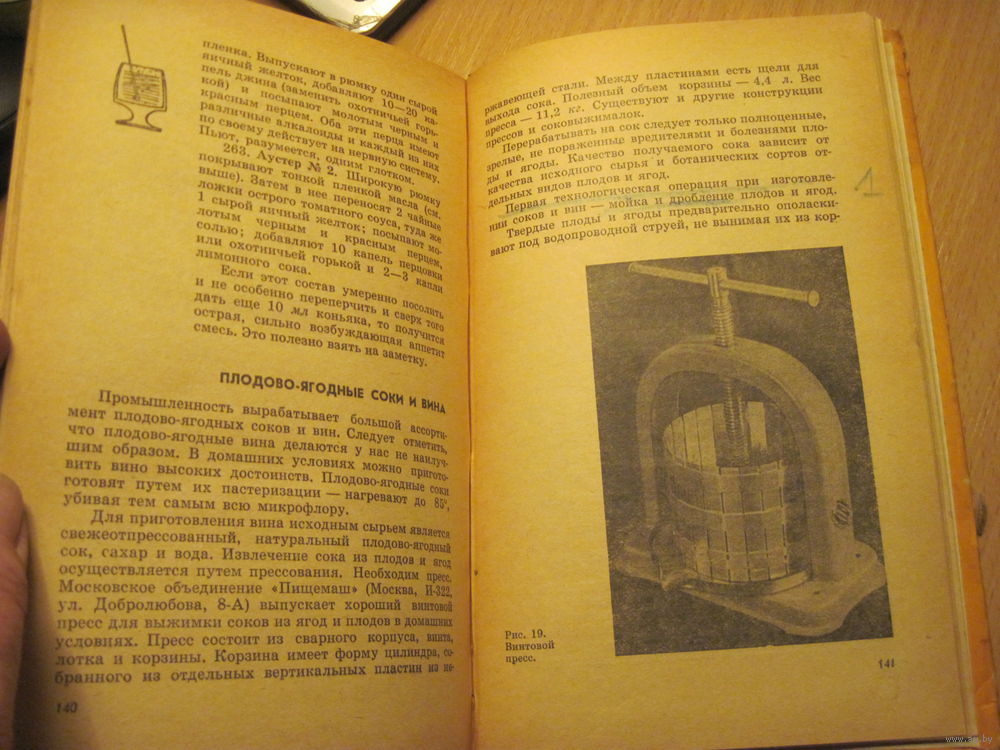 пленка. Выпускают в рюмку один сырой
яичный желток, добавляют 10—20 ка-
пель джина (заменить охотничьей горь-
кой) и посыпают молотым черным и
красным перцем. Оба эти перца имеют
различные алкалоиды и каждый из них
по своему действует на нервную систему.
Пьют, разумеется, одним глотком.
263. Аустер № 2. Широкую рюмку
покрывают тонкой пленкой масла (см.
выше). Затем в нее переносят 2 чайные
ложки острого томатного соуса, туда же
1 сырой яичный желток; посыпают мо-
лотым черным и красным перцем,
солью; добавляют 10 капель перцовки
или охотничьей горькой и 2—3 капли
лимонного сока.
Если этот состав умеренно посолить
и не особенно переперчить и сверх того
дать еще 10 мл коньяка, то получится
острая, сильно возбуждающая аппетит
смесь. Это полезно взять на заметку.
ПЛОДОВО-ЯГОДНЫЕ СОКИ И ВИНА
Промышленность вырабатывает большой ассорти-
мент плодово-ягодных соков и вин. Следует отметить,
что плодово-ягодные вина делаются у нас не наилуч-
шим образом. В домашних условиях можно пригото-
вить вино высоких достоинств. Плодово-ягодные соки
готовят путем их пастеризации — нагревают до 85°,
убивая тем самым всю микрофлору.
Для приготовления вина исходным сырьем является
свежеотпрессованный, натуральный плодово-ягодный
сок, сахар и вода. Извлечение сока из плодов и ягод
осуществляется путем прессования. Необходим пресс.
Московское объединение «Пищемаш» (Москва, И-322,
ул. Добролюбова, 8-А) выпускает хороший винтовой
пресс для выжимки соков из ягод и плодов в домашних
условиях. Пресс состоит из сварного корпуса, винта,
лотка и корзины. Корзина имеет форму цилиндра, со-
бранного из отдельных вертикальных пластин из не-
140
ржавеющей стали. Между пластинами есть щели для
выхода сока. Полезный объем корзины — 4,4 л. Вес
пресса — 11,2 кг. Существуют и другие конструкции
прессов и соковыжималок.
Перерабатывать на сок следует только полноценные,
зрелые, не пораженные вредителями и болезнями пло-
ды и ягоды. Качество получаемого сока зависит от
качества исходного сырья и ботанических сортов от-
дельных видов плодов и ягод.
Первая технологическая операция при изготовле-
нии соков и вин — мойка и дробление плодов и ягод.
Твердые плоды и ягоды предварительно ополаски-
вают под водопроводной струей, не вынимая их из кор-
1
Рис. 19.
Винтовой
пресс.
141
www.ay.by